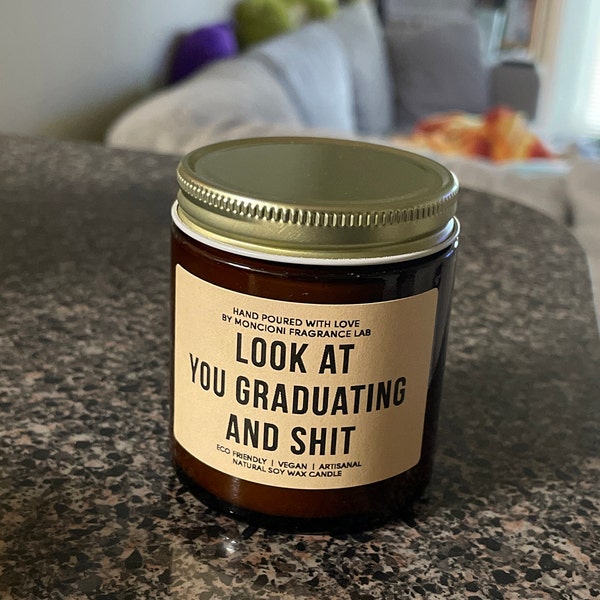 HAND POURED WITH LOVE
BY MONCIONI FRAGRANCE LAB
LOOK AT
YOU GRADUATING
AND SHIT
ECO FRIENDLY | VEGAN | ARTISANAL
NATURAL SOY WAX CANDLE